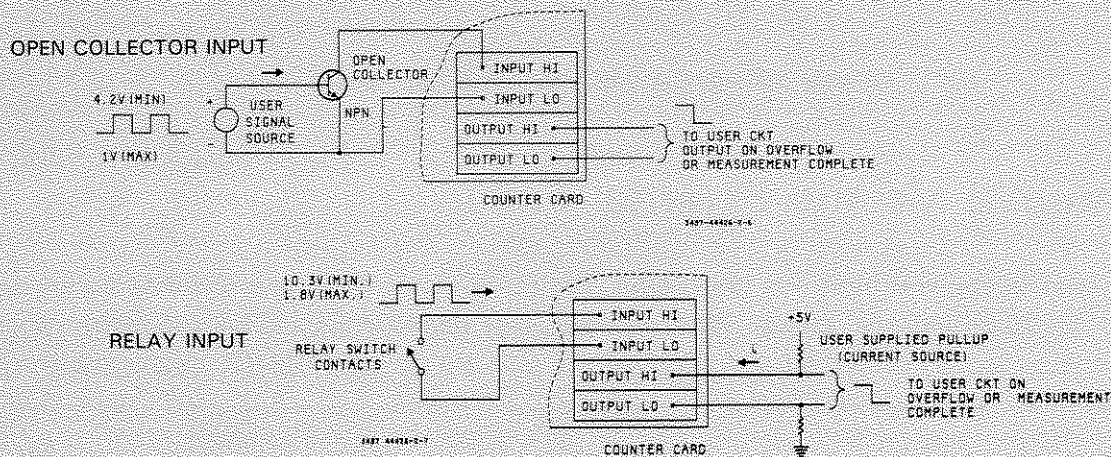 OPEN COLLECTOR INPUT
4.2V(MIN)
1V(MAX)
+
-
USER
SIGNAL
SOURCE
OPEN
COLLECTOR
NPN
INPUT HI
INPUT LO
OUTPUT HI
OUTPUT LO
COUNTER CARD
TO USER CKT
OUTPUT ON OVERFLOW
OR MEASUREMENT COMPLETE
RELAY INPUT
10.3V(MIN.)
1.8V(MAX.)
RELAY SWITCH
CONTACTS
INPUT HI
INPUT LO
OUTPUT HI
OUTPUT LO
COUNTER CARD
+5V
USER SUPPLIED PULLUP
(CURRENT SOURCE)
TO USER CKT ON
OVERFLOW OR MEASUREMENT
COMPLETE